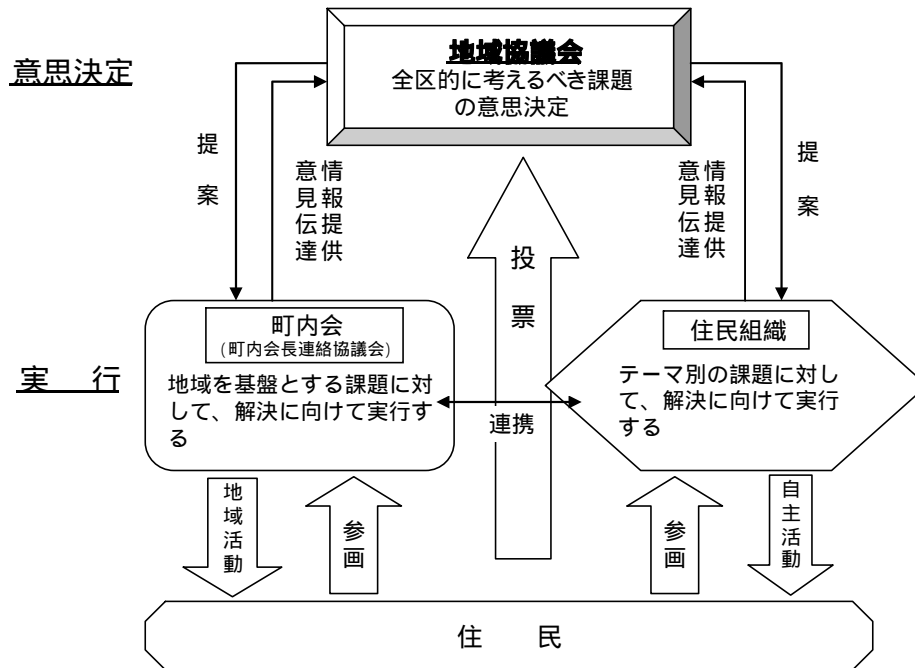 地域協議会
全区的に考えるべき課題
の意思決定
意思決定
提案
情報提供
意見伝達
投票
情報提供
意見伝達
提案
町内会
(町内会長連絡協議会)
地域を基盤とする課題に対
して、解決に向けて実行す
る
実 行
連携
住民組織
テーマ別の課題に対し
て、解決に向けて実行
する
地域活動
参画
参画
自主活動
住 民